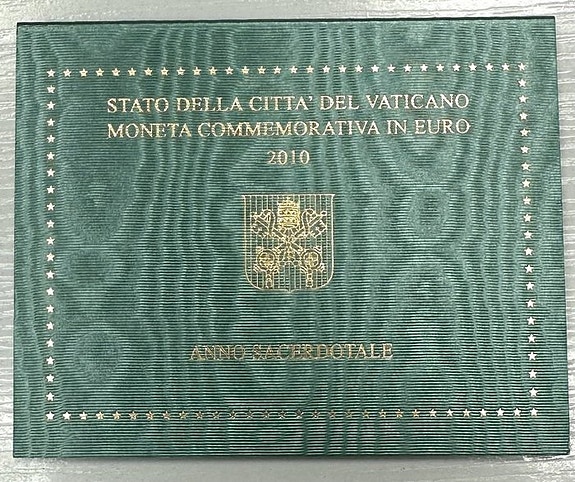 STATO DELLA CITTA' DEL VATICANO
MONETA COMMEMORATIVA IN EURO
2010
ANNO SACERDOTALE